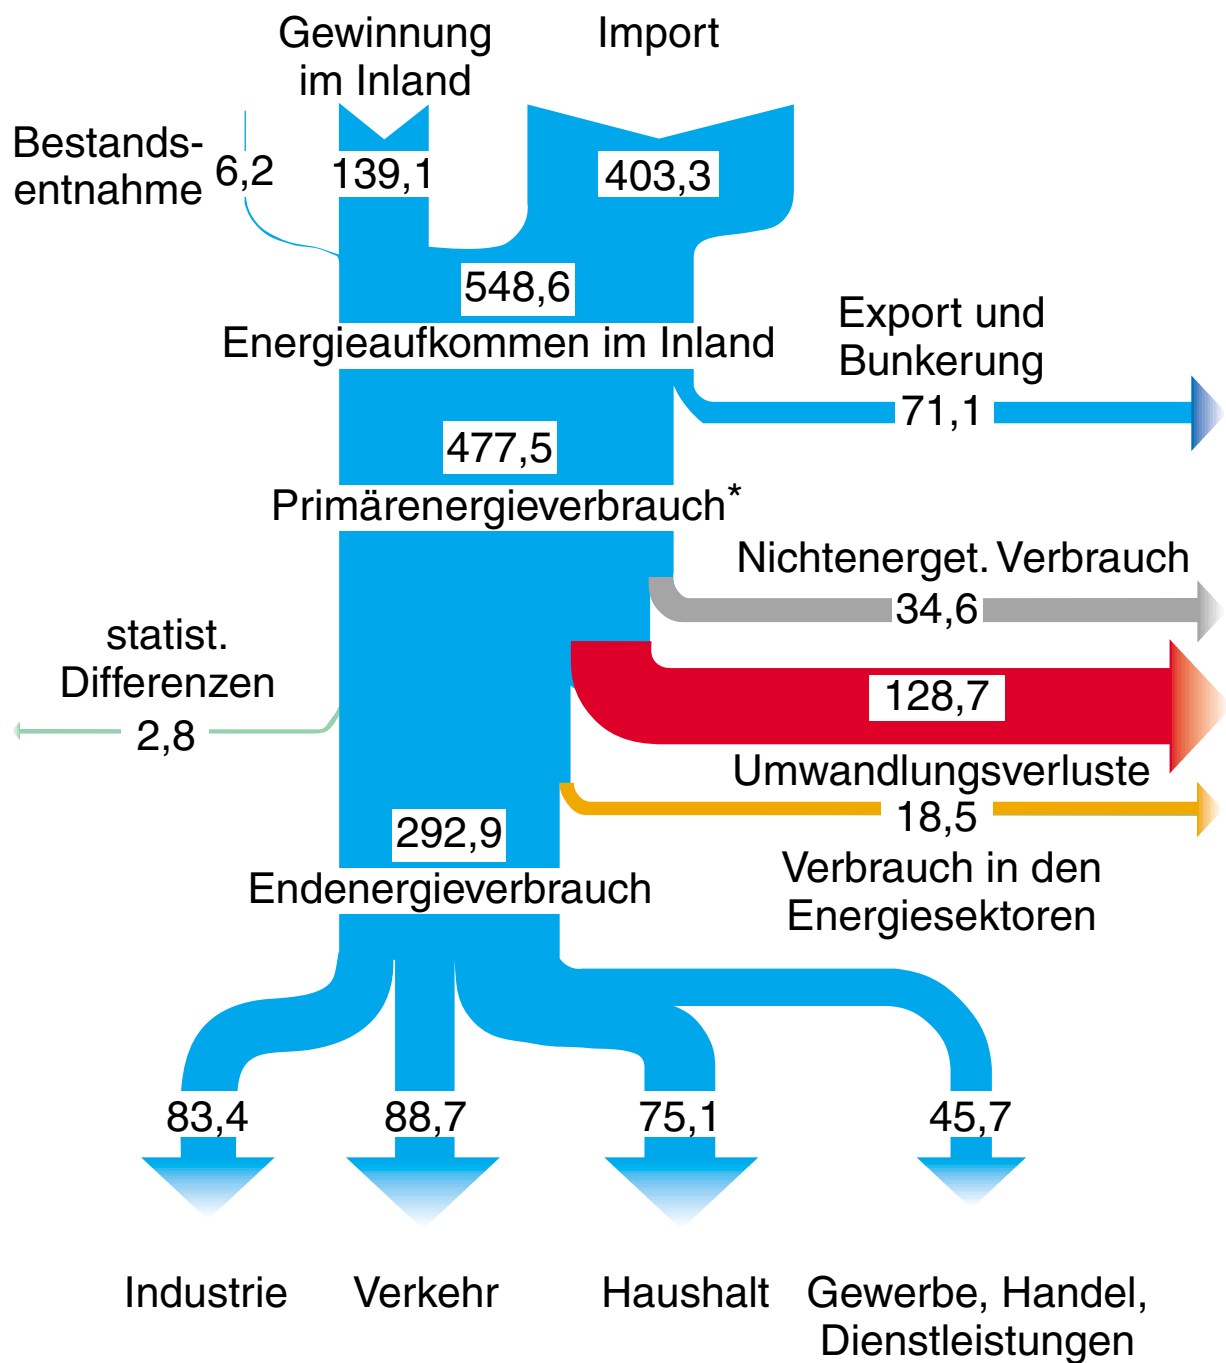 Gewinnung
im Inland
Import
Bestands-
entnahme
6,2
139,1
403,3
548,6
Energieaufkommen im Inland
Export und
Bunkerung
71,1
477,5
Primärenergieverbrauch*
Nichtenerget. Verbrauch
34,6
statist.
Differenzen
2,8
128,7
Umwandlungsverluste
18,5
Verbrauch in den
Energiesektoren
292,9
Endenergieverbrauch
83,4
88,7
75,1
45,7
Industrie
Verkehr
Haushalt
Gewerbe, Handel,
Dienstleistungen